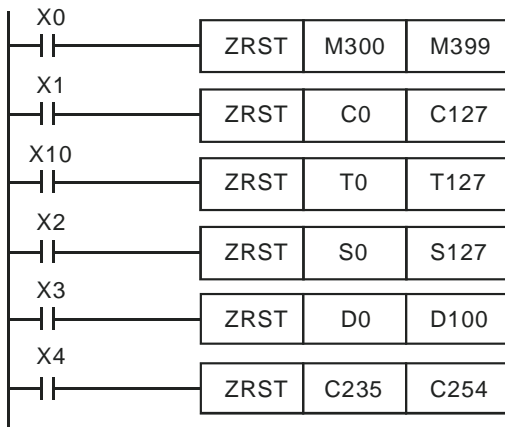 X0
ZRST M300 M399
X1
ZRST C0 C127
X10
ZRST T0 T127
X2
ZRST S0 S127
X3
ZRST D0 D100
X4
ZRST C235 C254